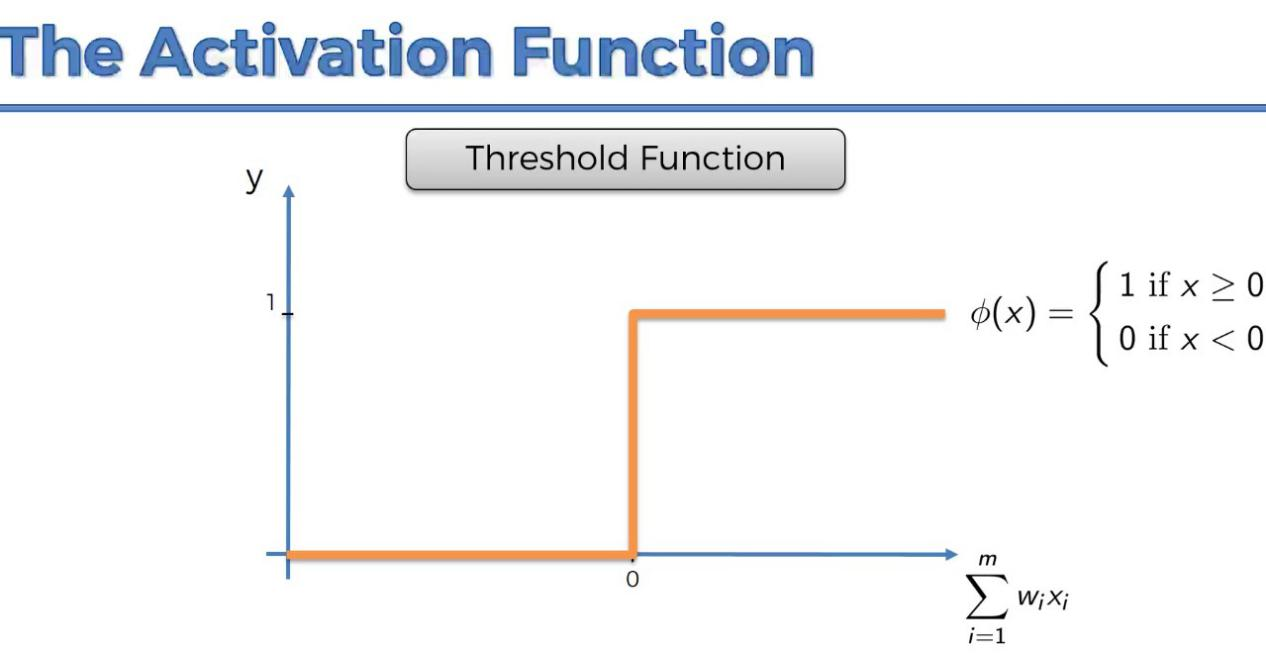 The Activation Function
Threshold Function
y
1
ϕ(x) = { 1 if x ≥ 0
0 if x < 0
0
m
∑ wᵢxᵢ
i=1